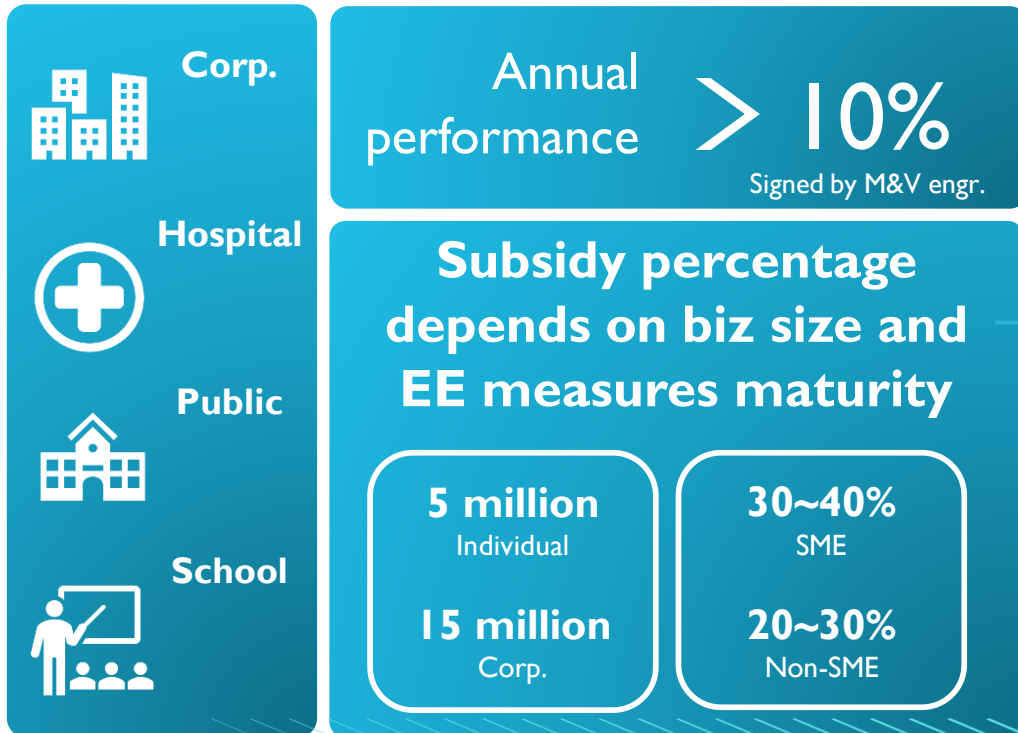 Corp.
Hospital
Public
School
Annual
performance
> 10%
Signed by M&V engr.
Subsidy percentage
depends on biz size and
EE measures maturity
5 million
Individual
15 million
Corp.
30~40%
SME
20~30%
Non-SME